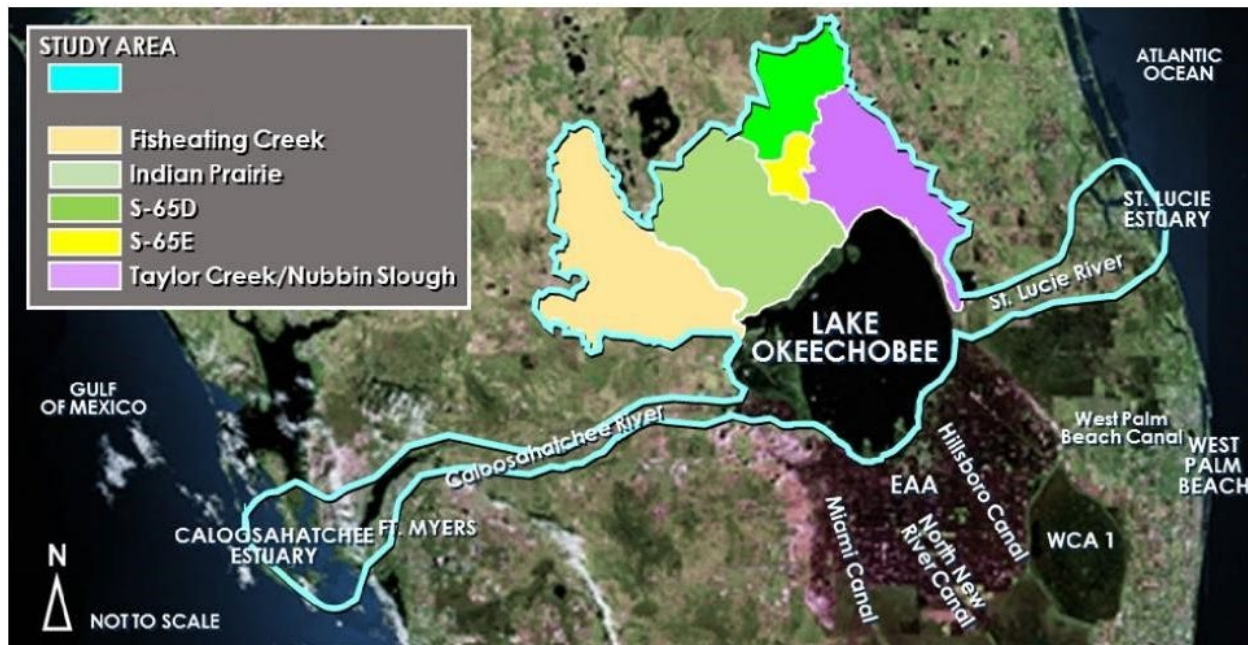 STUDY AREA
Fisheating Creek
Indian Prairie
S-65D
S-65E
Taylor Creek/Nubbin Slough
ATLANTIC
OCEAN
ST. LUCIE
ESTUARY
St. Lucie River
LAKE
OKEECHOBEE
GULF
OF MEXICO
Caloosahatchee River
West Palm
Beach Canal
WEST
PALM
BEACH
Hillsboro Canal
EAA
Miami Canal
North New
River Canal
WCA 1
CALOOSAHATCHEE
ESTUARY
FT. MYERS
N
NOT TO SCALE